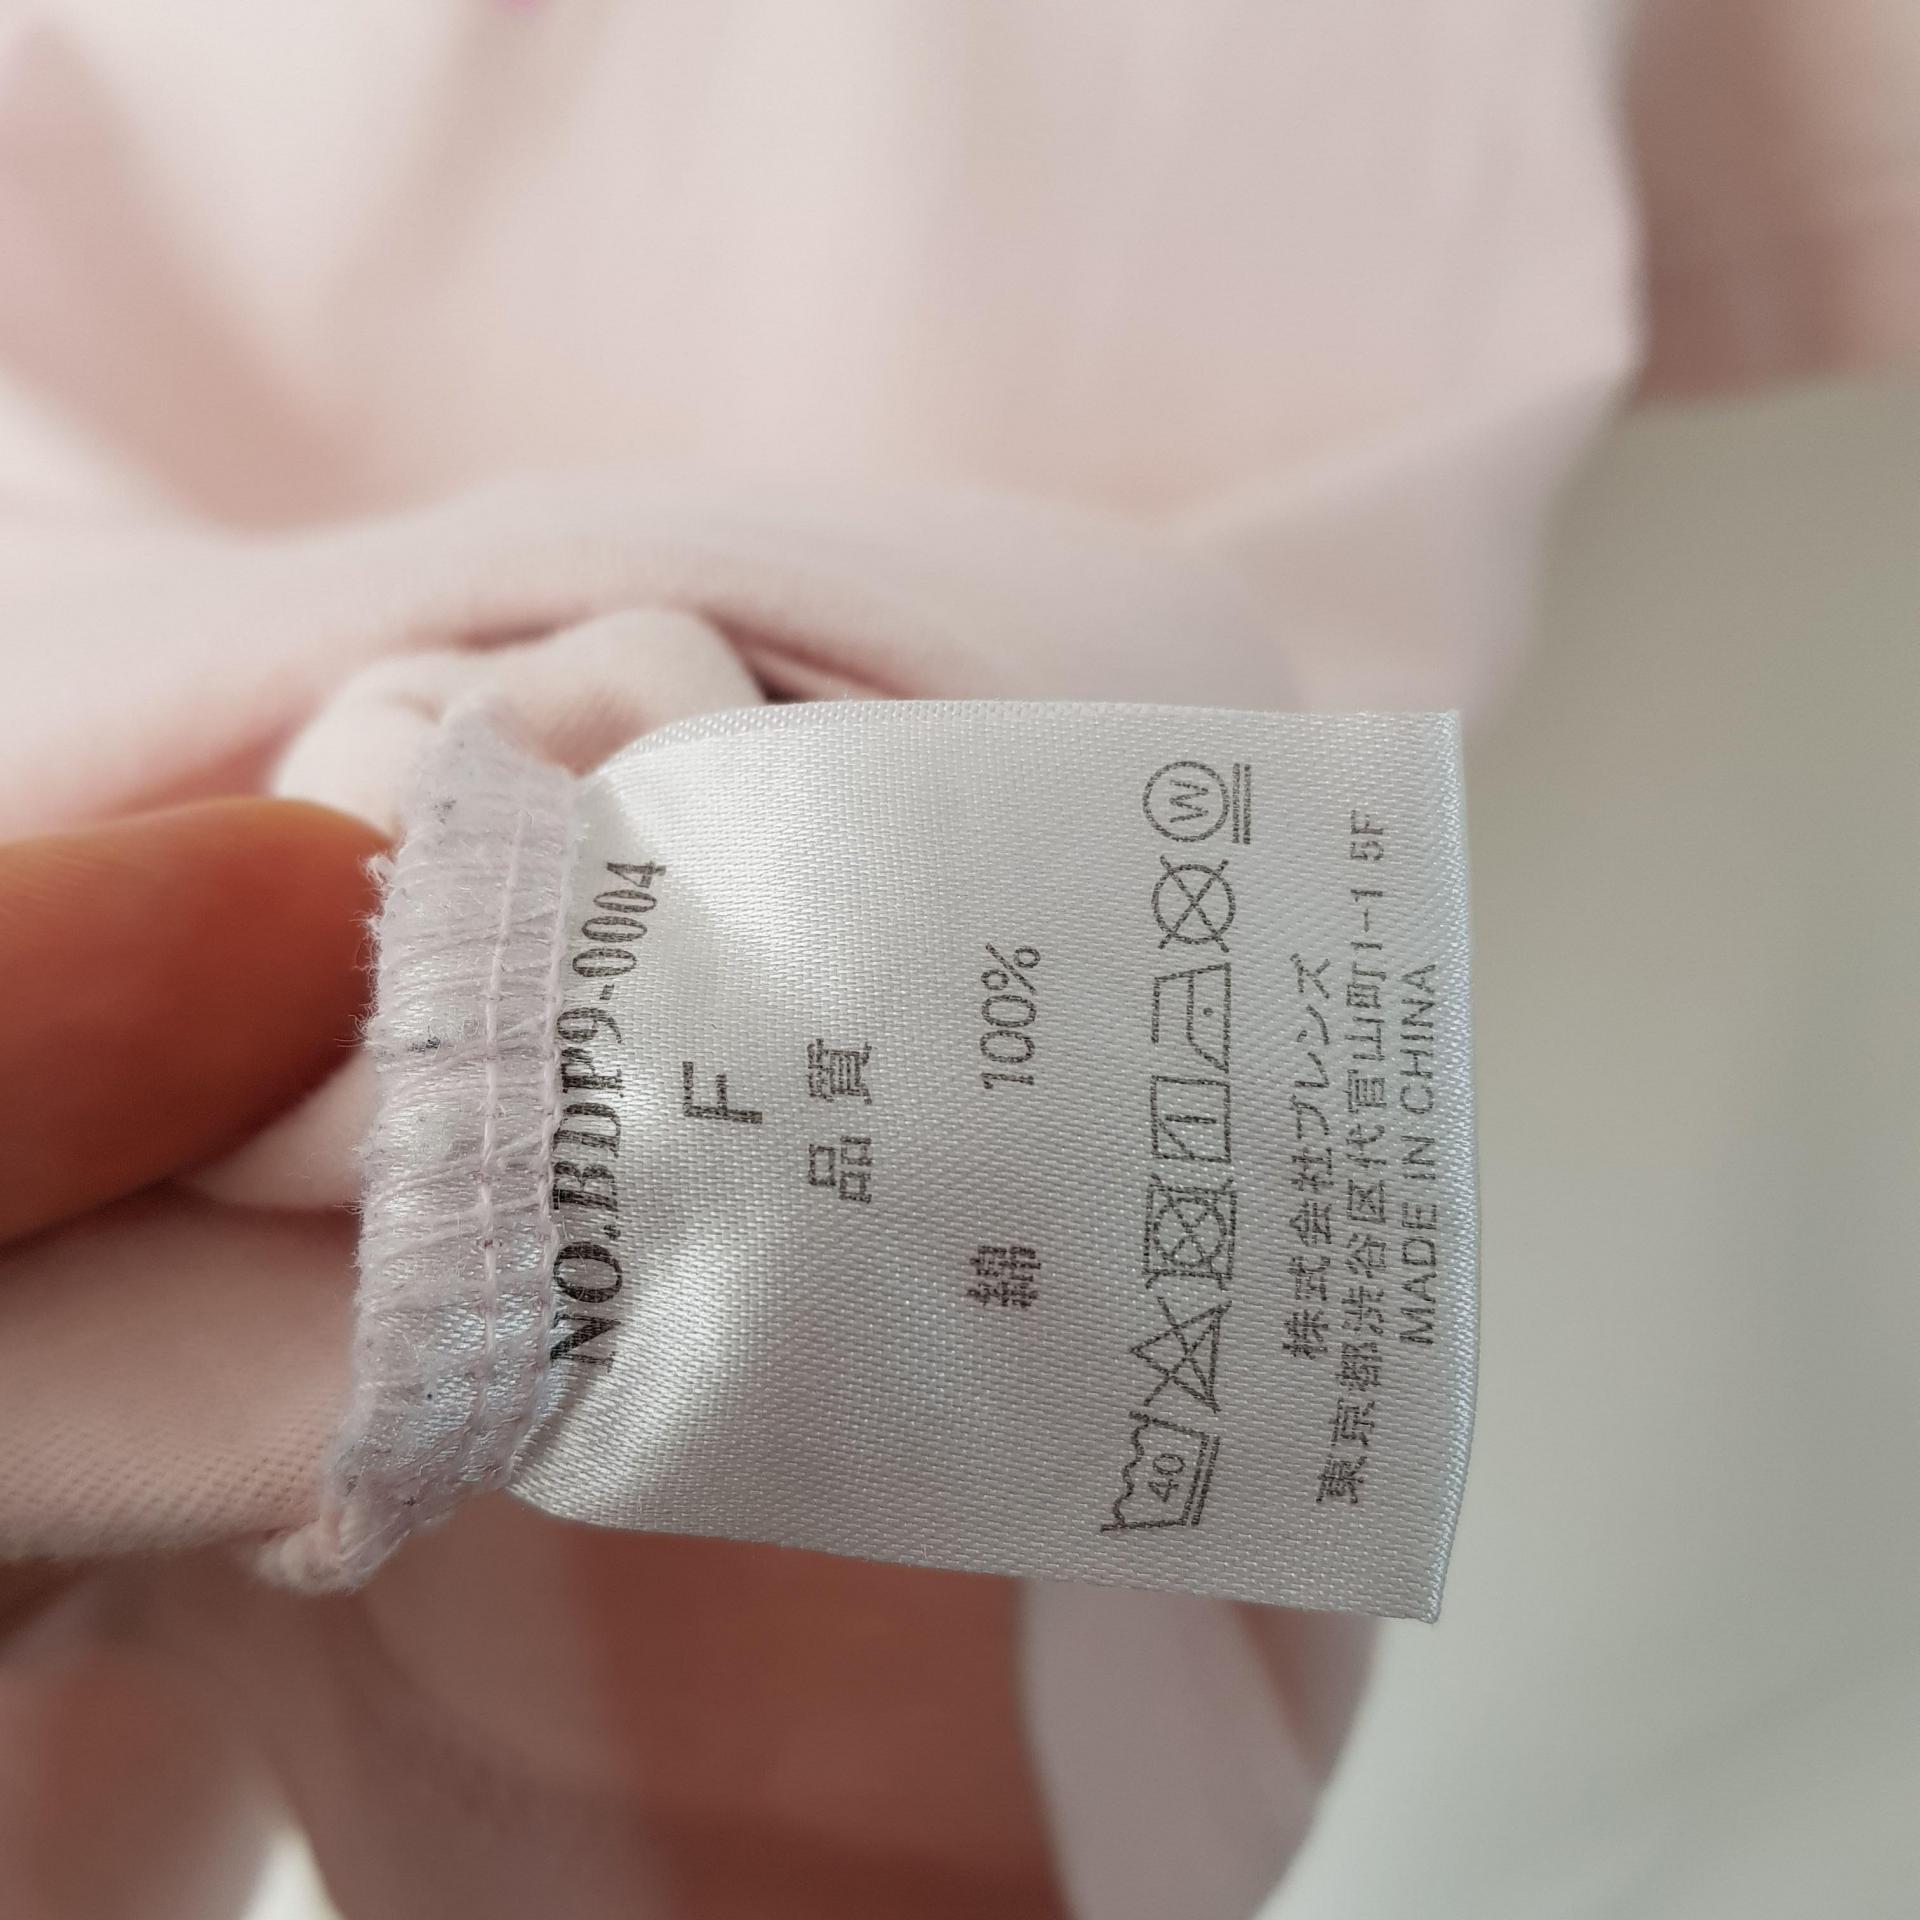 NO.BDP9-0004
F
品質
綿 100%
40 W
株式会社フレンズ
東京都渋谷区代官山町1-1 5F
MADE IN CHINA